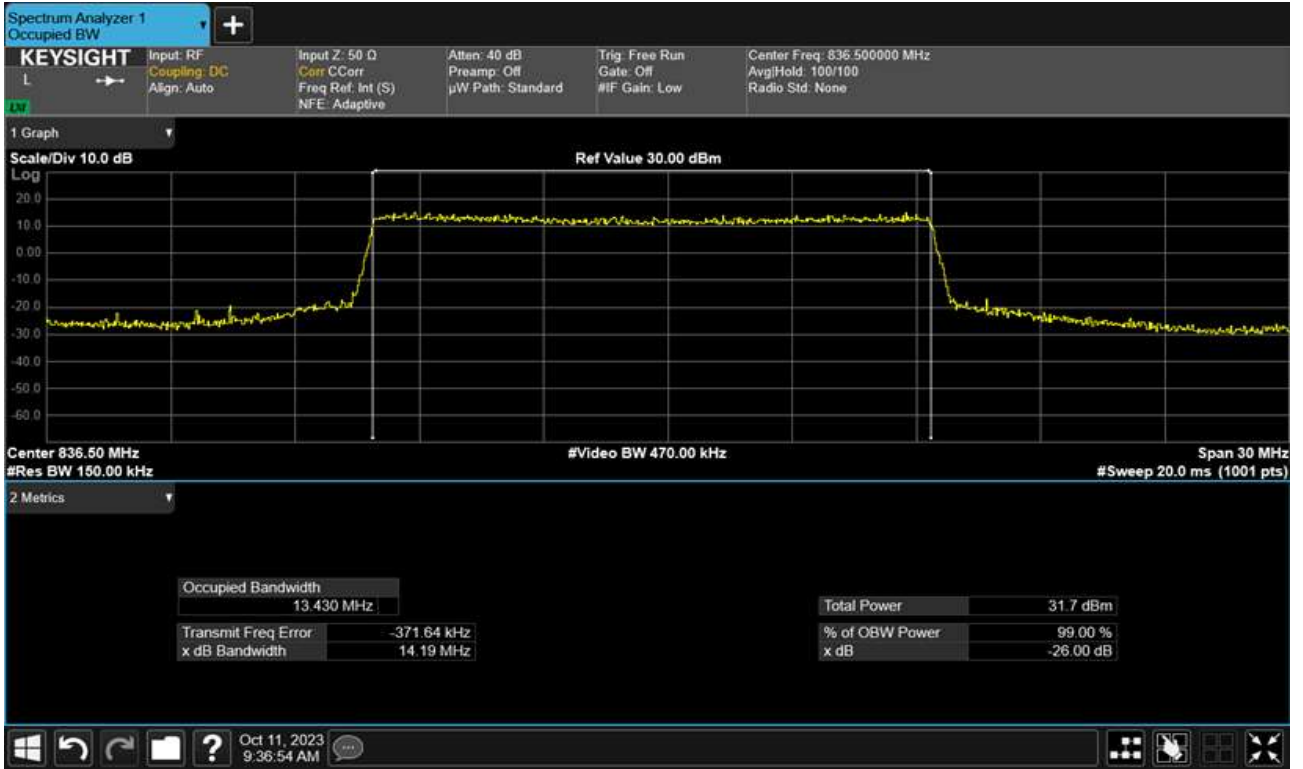 Spectrum Analyzer 1
Occupied BW
+
KEYSIGHT
L
LXI
Input: RF
Coupling: DC
Align: Auto
Input Z: 50 Ω
Corr CCorr
Freq Ref: Int (S)
NFE: Adaptive
Atten: 40 dB
Preamp: Off
µW Path: Standard
Trig: Free Run
Gate: Off
#IF Gain: Low
Center Freq: 836.500000 MHz
Avg|Hold: 100/100
Radio Std: None
1 Graph
Scale/Div 10.0 dB
Ref Value 30.00 dBm
Log
20.0
10.0
0.00
-10.0
-20.0
-30.0
-40.0
-50.0
-60.0
Center 836.50 MHz
#Video BW 470.00 kHz
Span 30 MHz
#Res BW 150.00 kHz
#Sweep 20.0 ms (1001 pts)
2 Metrics
Occupied Bandwidth
13.430 MHz
Total Power 31.7 dBm
Transmit Freq Error -371.64 kHz
% of OBW Power 99.00 %
x dB Bandwidth 14.19 MHz
x dB -26.00 dB
?
Oct 11, 2023
9:36:54 AM